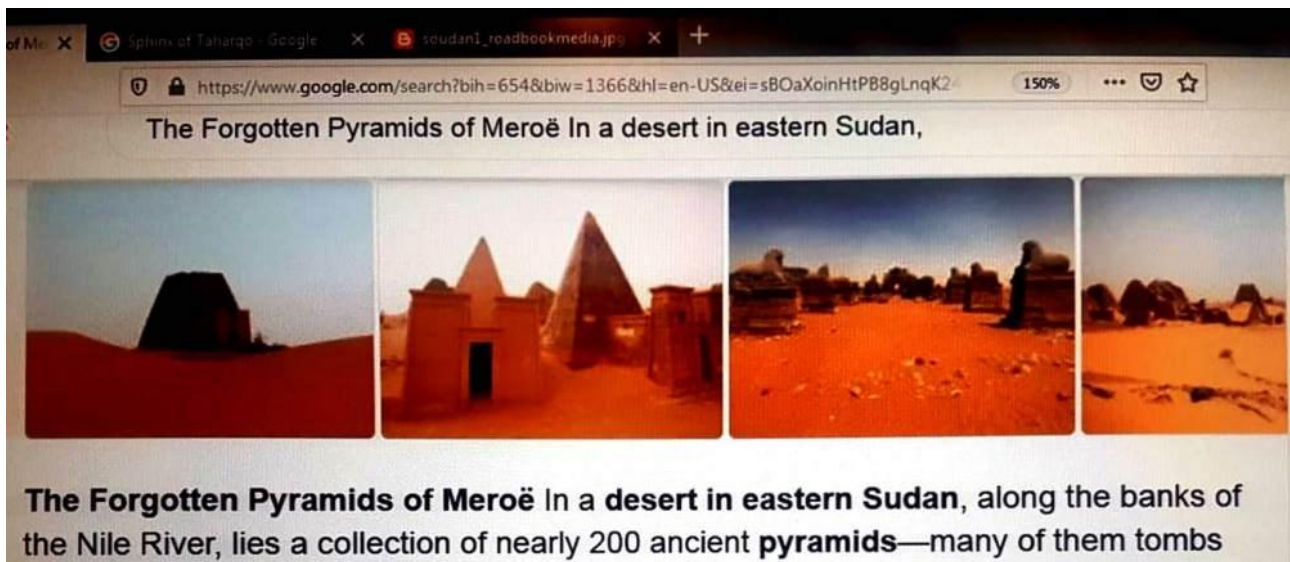 of Me
Sphinx of Taharqo - Google
soudan1_roadbookmedia.jpg
https://www.google.com/search?bih=654&biw=1366&hl=en-US&ei=sBOaXoinHtPB8gLnqK24
150%
The Forgotten Pyramids of Meroë In a desert in eastern Sudan,
The Forgotten Pyramids of Meroë In a desert in eastern Sudan, along the banks of
the Nile River, lies a collection of nearly 200 ancient pyramids—many of them tombs